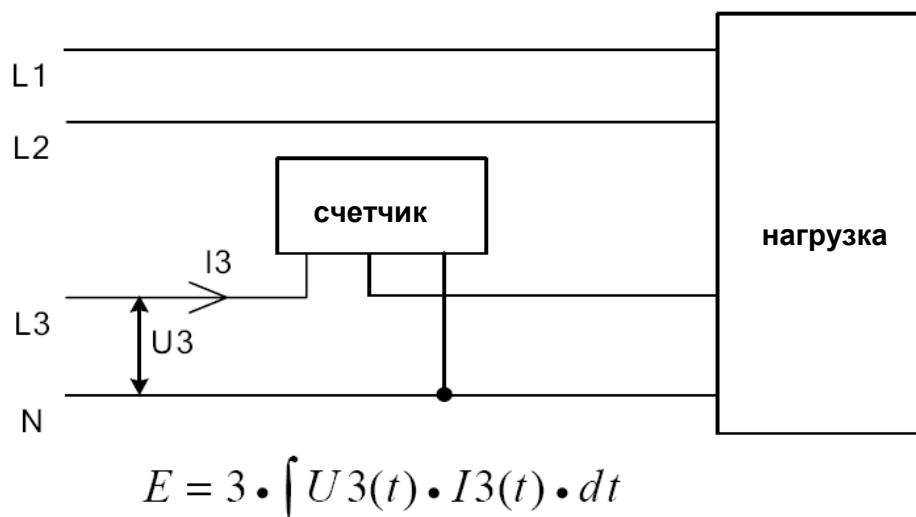 L1
L2
счетчик
нагрузка
I3
L3
U3
N
E = 3 • ∫ U3(t) • I3(t) • dt